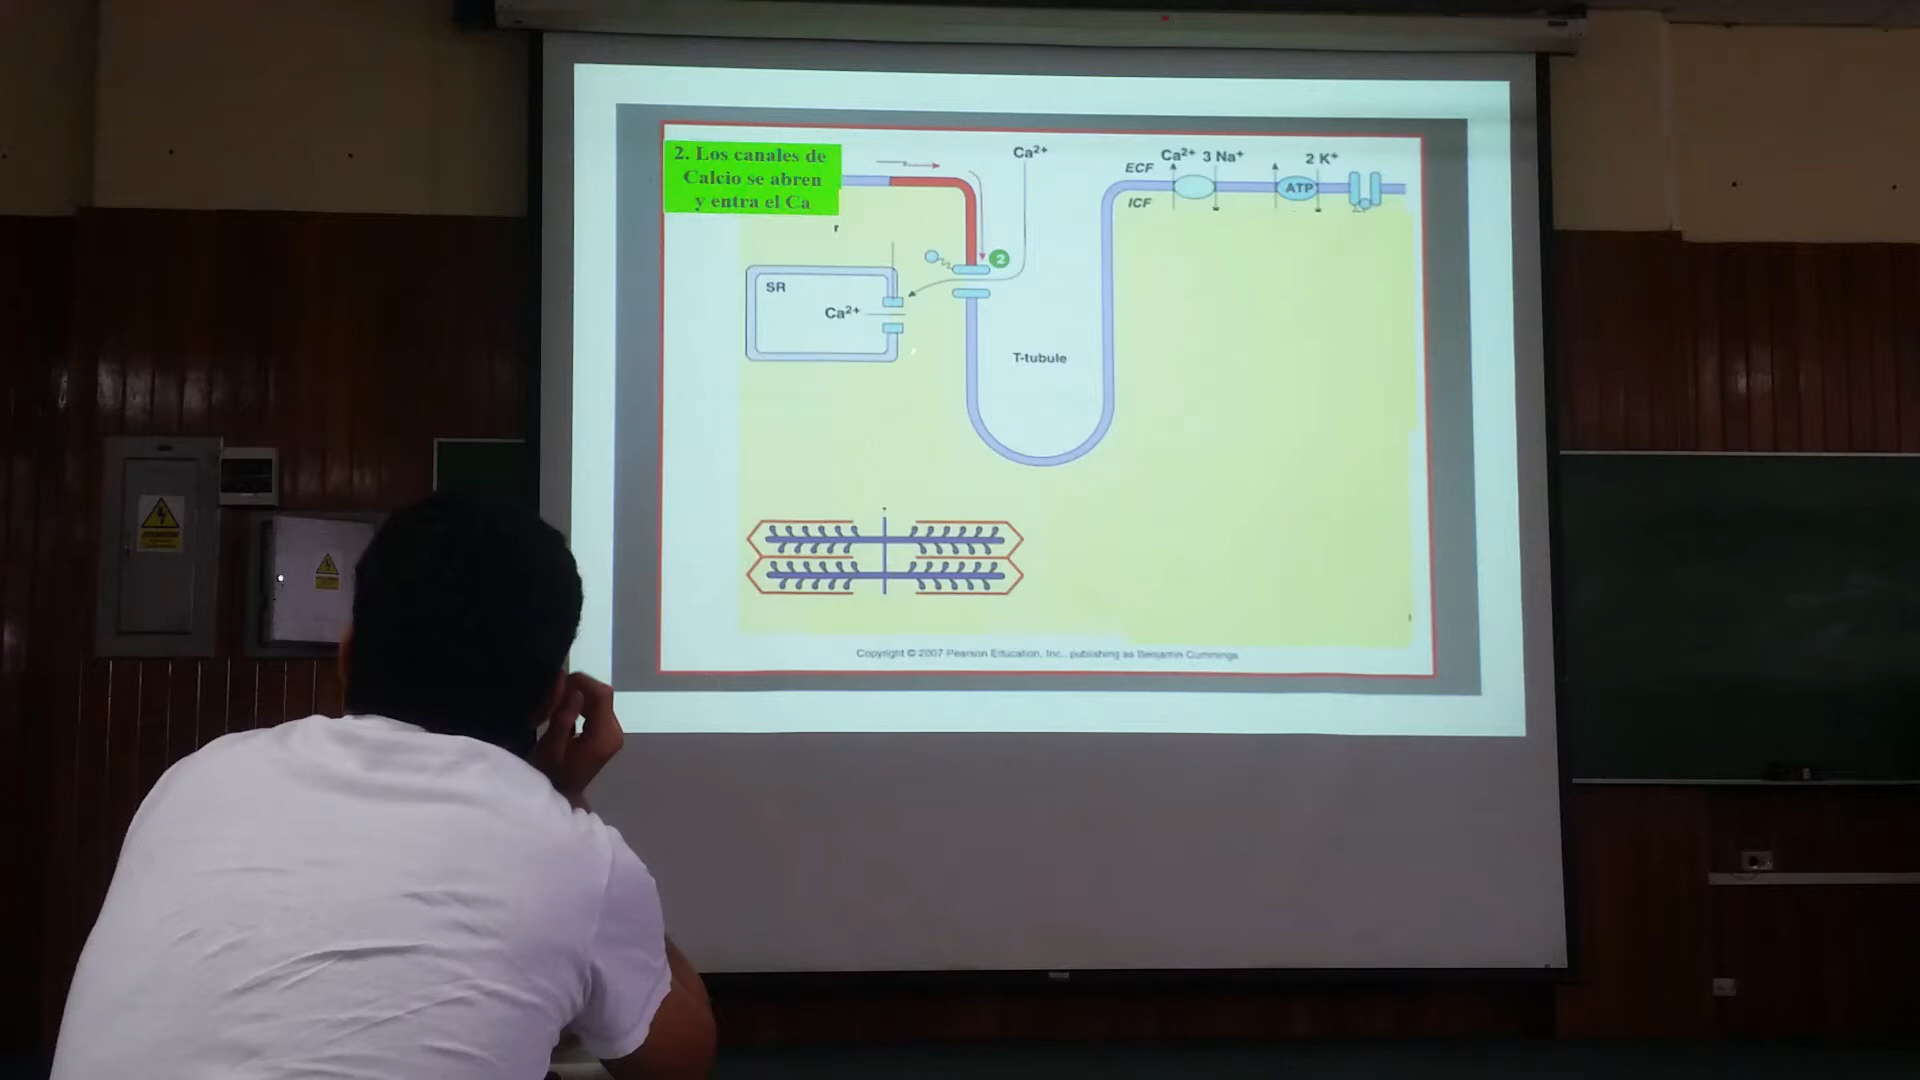 2. Los canales de
Calcio se abren
y entra el Ca
Ca²⁺
ECF
Ca²⁺ 3 Na⁺
2 K⁺
ATP
ICF
2
SR
Ca²⁺
T-tubule
Copyright © 2007 Pearson Education, Inc., publishing as Benjamin Cummings